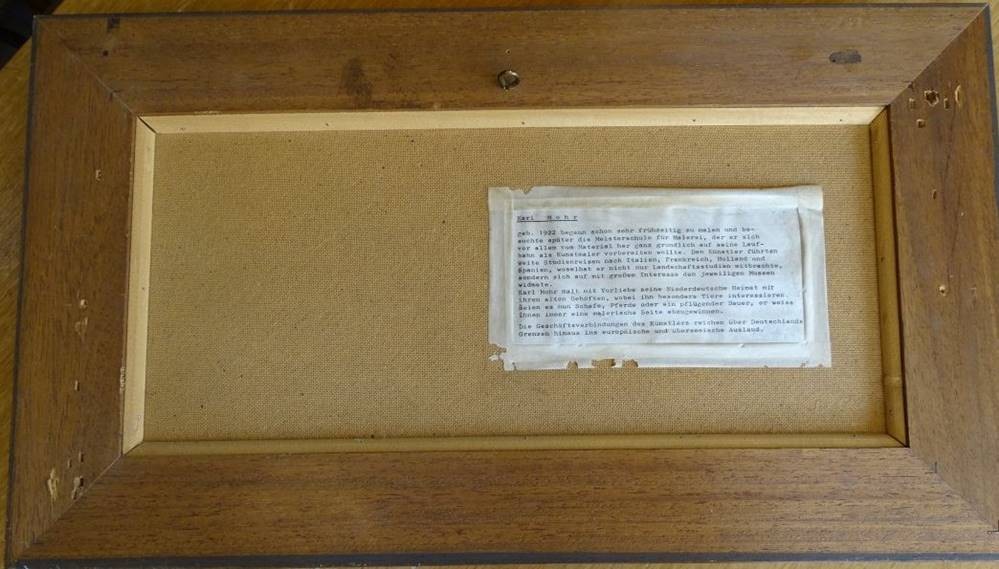 Karl M o h r
geb. 1922 begann schon sehr frühzeitig zu malen und be-
suchte später die Meisterschule für Malerei, der er sich
vor allem vom Material her ganz gründlich auf seine Lauf-
bahn als Kunstmaler vorbereiten wollte. Den Künstler führten
weite Studienreisen nach Italien, Frankreich, Holland und
Spanien, woselbst er nicht nur Landschaftsstudien mitbrachte,
sondern sich auf mit großem Interesse den jeweiligen Museen
widmete.
Karl Mohr malt mit Vorliebe seine Niederdeutsche Heimat mit
ihren alten Gehöften, wobei ihn besonders Tiere interessieren.
Seien es nun Schafe, Pferde oder ein pflügender Bauer, er weiss
ihnen immer eine malerische Seite abzugewinnen.
Die Geschäftsverbindungen des Künstlers reichen über Deutschlands
Grenzen hinaus ins europäische und überseeische Ausland.